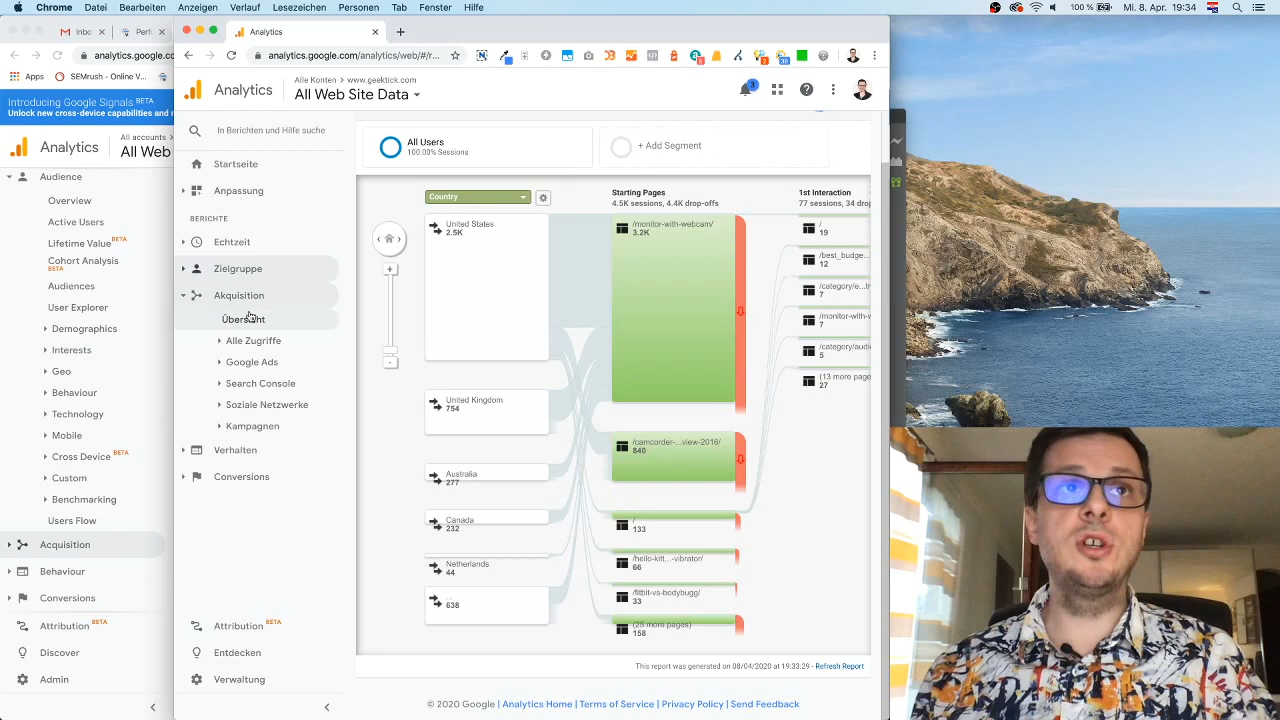 Chrome Datei Bearbeiten Anzeigen Verlauf Lesezeichen Personen Tab Fenster Hilfe
100 % Mi. 8. Apr. 19:34
Inb
Perf
Analytics
analytics.google.com
analytics.google.com/analytics/web/#/r...
Apps
SEMrush - Online V...
Introducing Google Signals BETA
Unlock new cross-device capabilities and
Analytics
All accounts
All Web
Audience
Overview
Active Users
Lifetime Value BETA
Cohort Analysis
BETA
Audiences
User Explorer
Demographics
Interests
Geo
Behaviour
Technology
Mobile
Cross Device BETA
Custom
Benchmarking
Users Flow
Acquisition
Behaviour
Conversions
Attribution BETA
Discover
Admin
Analytics
Alle Konten > www.geektick.com
All Web Site Data
3
In Berichten und Hilfe suche
Startseite
Anpassung
BERICHTE
Echtzeit
Zielgruppe
Akquisition
Übersicht
Alle Zugriffe
Google Ads
Search Console
Soziale Netzwerke
Kampagnen
Verhalten
Conversions
Attribution BETA
Entdecken
Verwaltung
All Users
100.00% Sessions
+ Add Segment
Country
United States
2.5K
United Kingdom
754
Australia
277
Canada
232
Netherlands
44
...
638
Starting Pages
4.5K sessions, 4.4K drop-offs
/monitor-with-webcam/
3.2K
/camcorder-...view-2016/
840
/
133
/hello-kitt...-vibrator/
66
/fitbit-vs-bodybugg/
33
(25 more pages)
158
1st Interaction
77 sessions, 34 drop
/
19
/best_budge...
12
/category/e...t
7
/monitor-with-w
7
/category/audi
5
(13 more page
27
This report was generated on 08/04/2020 at 19:33:29 - Refresh Report
© 2020 Google | Analytics Home | Terms of Service | Privacy Policy | Send Feedback